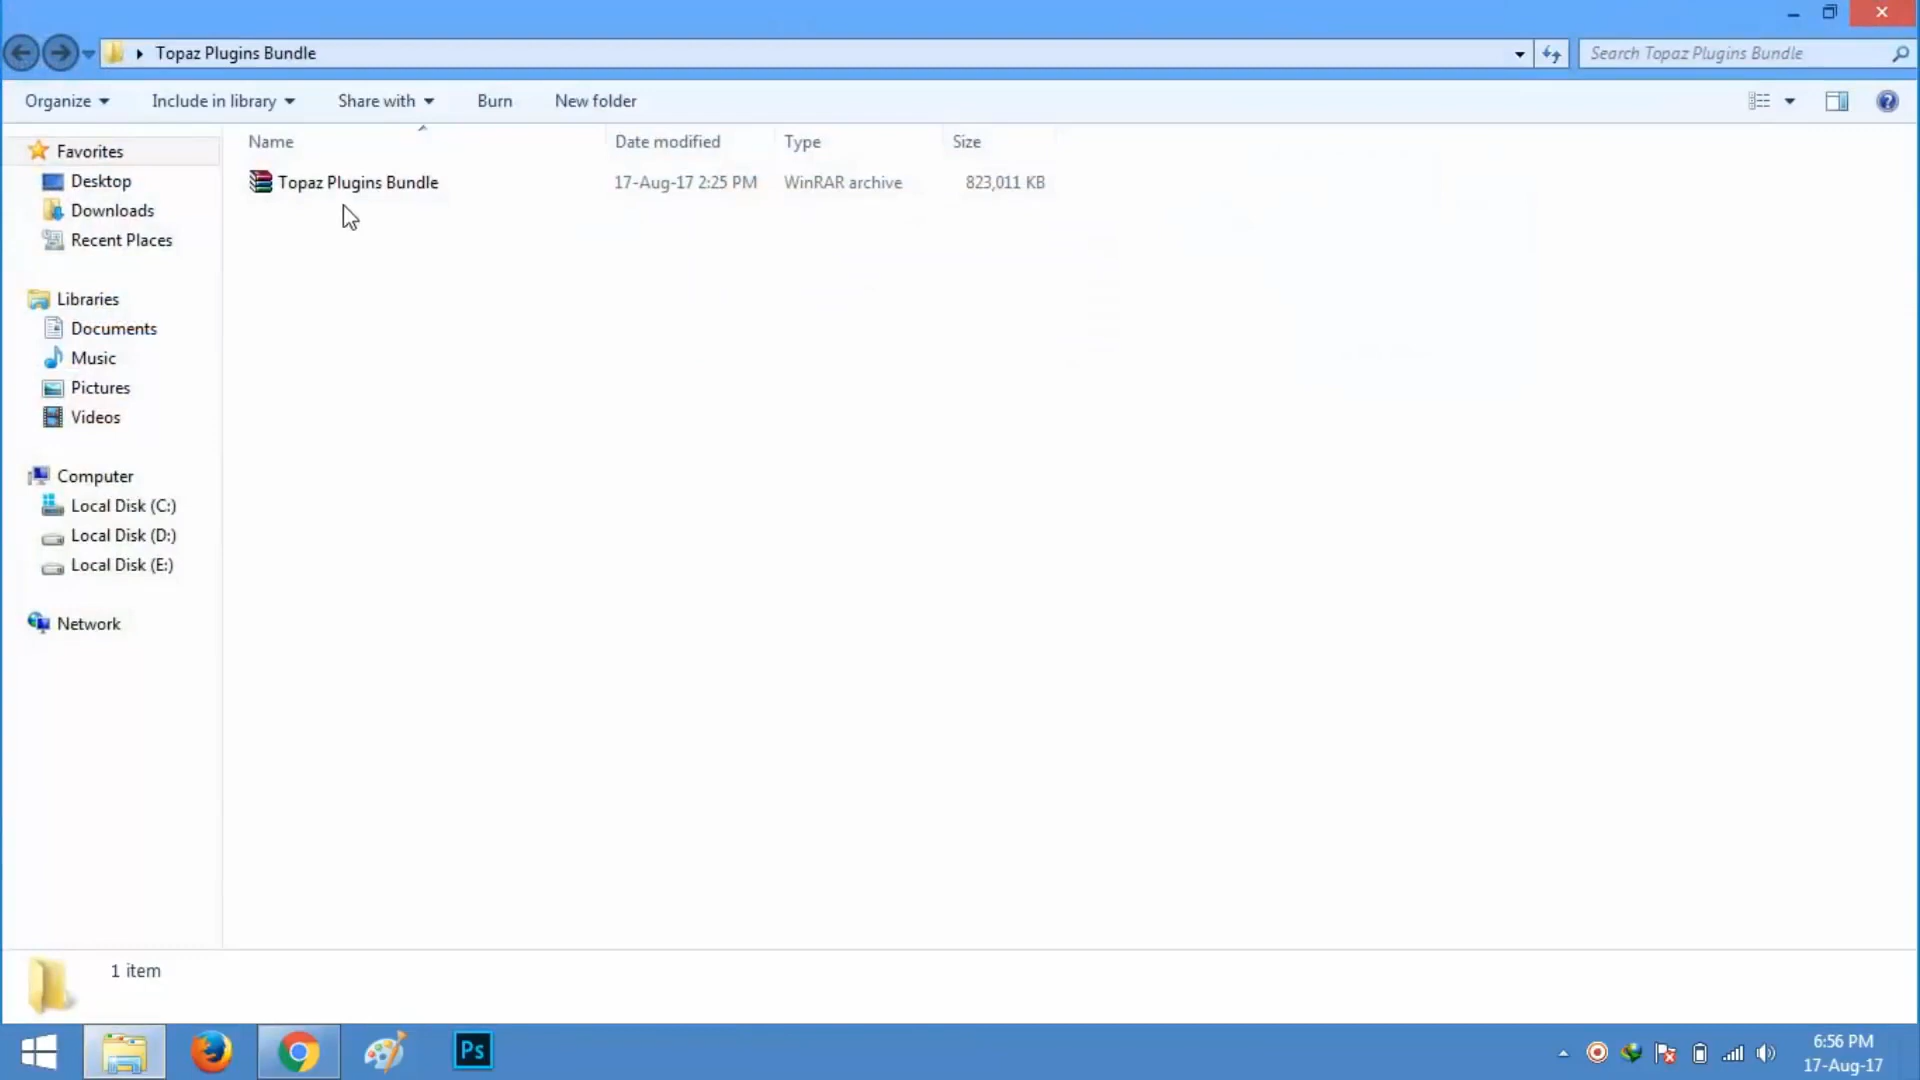 Topaz Plugins Bundle
Search Topaz Plugins Bundle
Organize Include in library Share with Burn New folder
Name Date modified Type Size
Topaz Plugins Bundle 17-Aug-17 2:25 PM WinRAR archive 823,011 KB
Favorites
Desktop
Downloads
Recent Places
Libraries
Documents
Music
Pictures
Videos
Computer
Local Disk (C:)
Local Disk (D:)
Local Disk (E:)
Network
1 item
Ps
6:56 PM
17-Aug-17